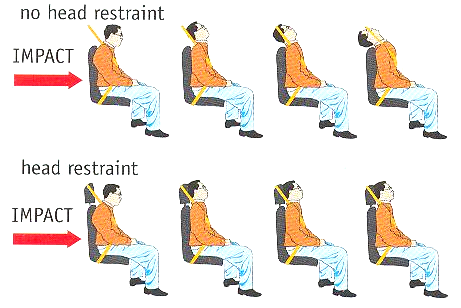 no head restraint
IMPACT
head restraint
IMPACT